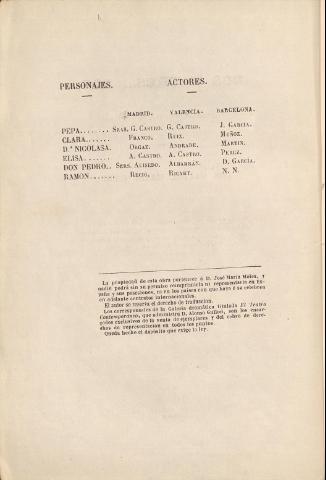 PERSONAJES. ACTORES.
MADRID. VALENCIA. BARCELONA.
PEPA........ SRAS. G. CASTRO. G. CASTRO. J. GARCIA.
CLARA....... FRANCO. RUIZ. MUÑOZ.
D.ª NICOLASA. ORGAZ. ANDRADE. MARTIN.
ELISA....... A. CASTRO. A. CASTRO. PEREZ.
DON PEDRO.. SRES. ALBARRAN. D. GARCIA.
RAMON....... RECIO. RICART. N. N.
La propiedad de esta obra pertenece á D. José María y
nadie podrá sin su permiso reimprimirla ni representarla en Es-
paña y sus posesiones, ni en los países con que haya ó se celebren
en adelante contratos internacionales.
El autor se reserva el derecho de traduccion.
Los corresponsales de la Galería dramática titulada El Teatro
Contemporáneo, que administra D. Alonso Gullon, son los encar-
gados exclusivos de la venta de ejemplares y del cobro de dere-
chos de representacion en todos los puntos.
Queda hecho el depósito que exige la ley.